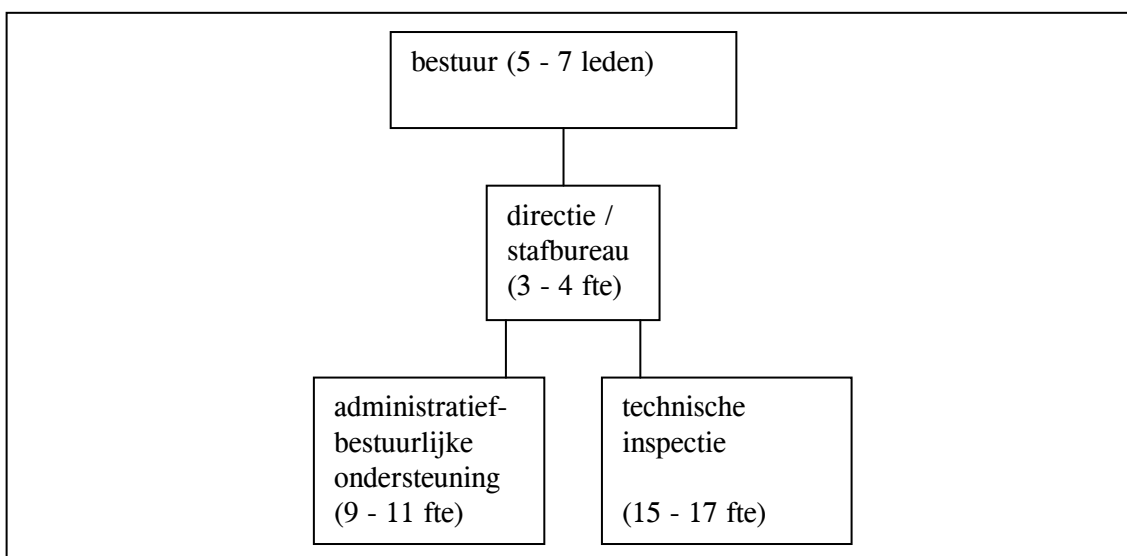 bestuur (5 - 7 leden)
directie /
stafbureau
(3 - 4 fte)
administratief-
bestuurlijke
ondersteuning
(9 - 11 fte)
technische
inspectie
(15 - 17 fte)